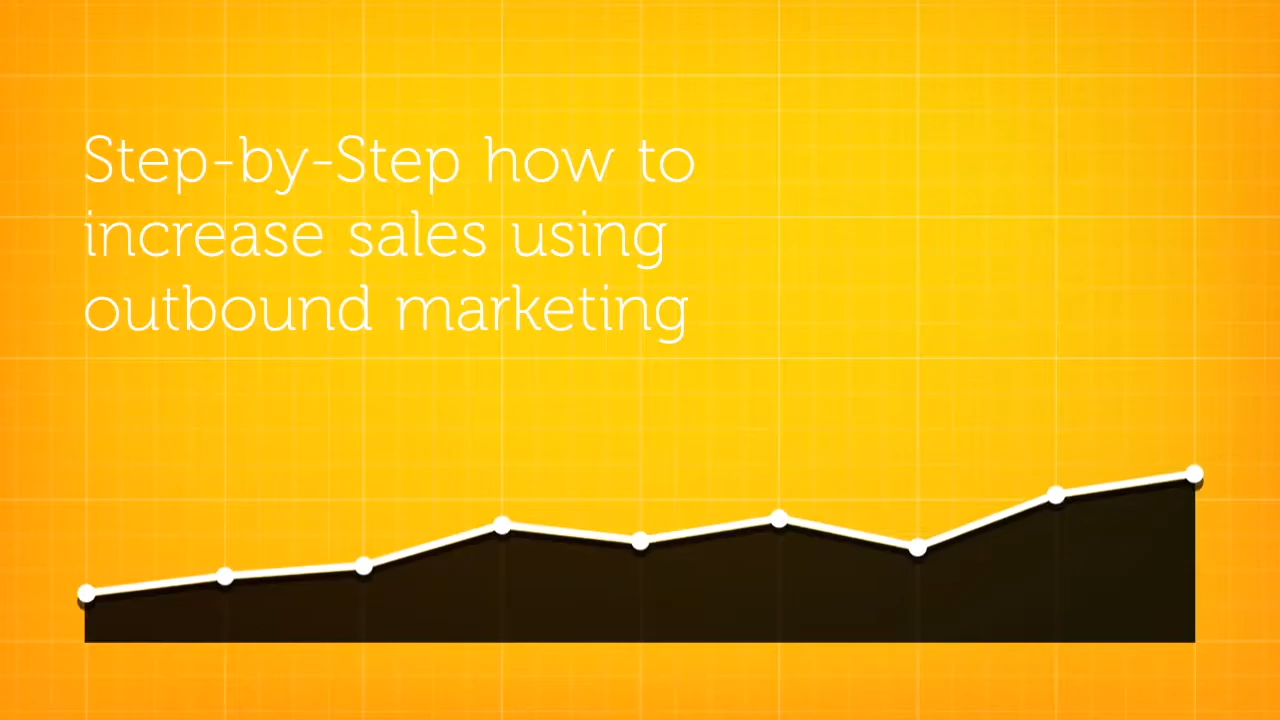 Step-by-Step how to
increase sales using
outbound marketing